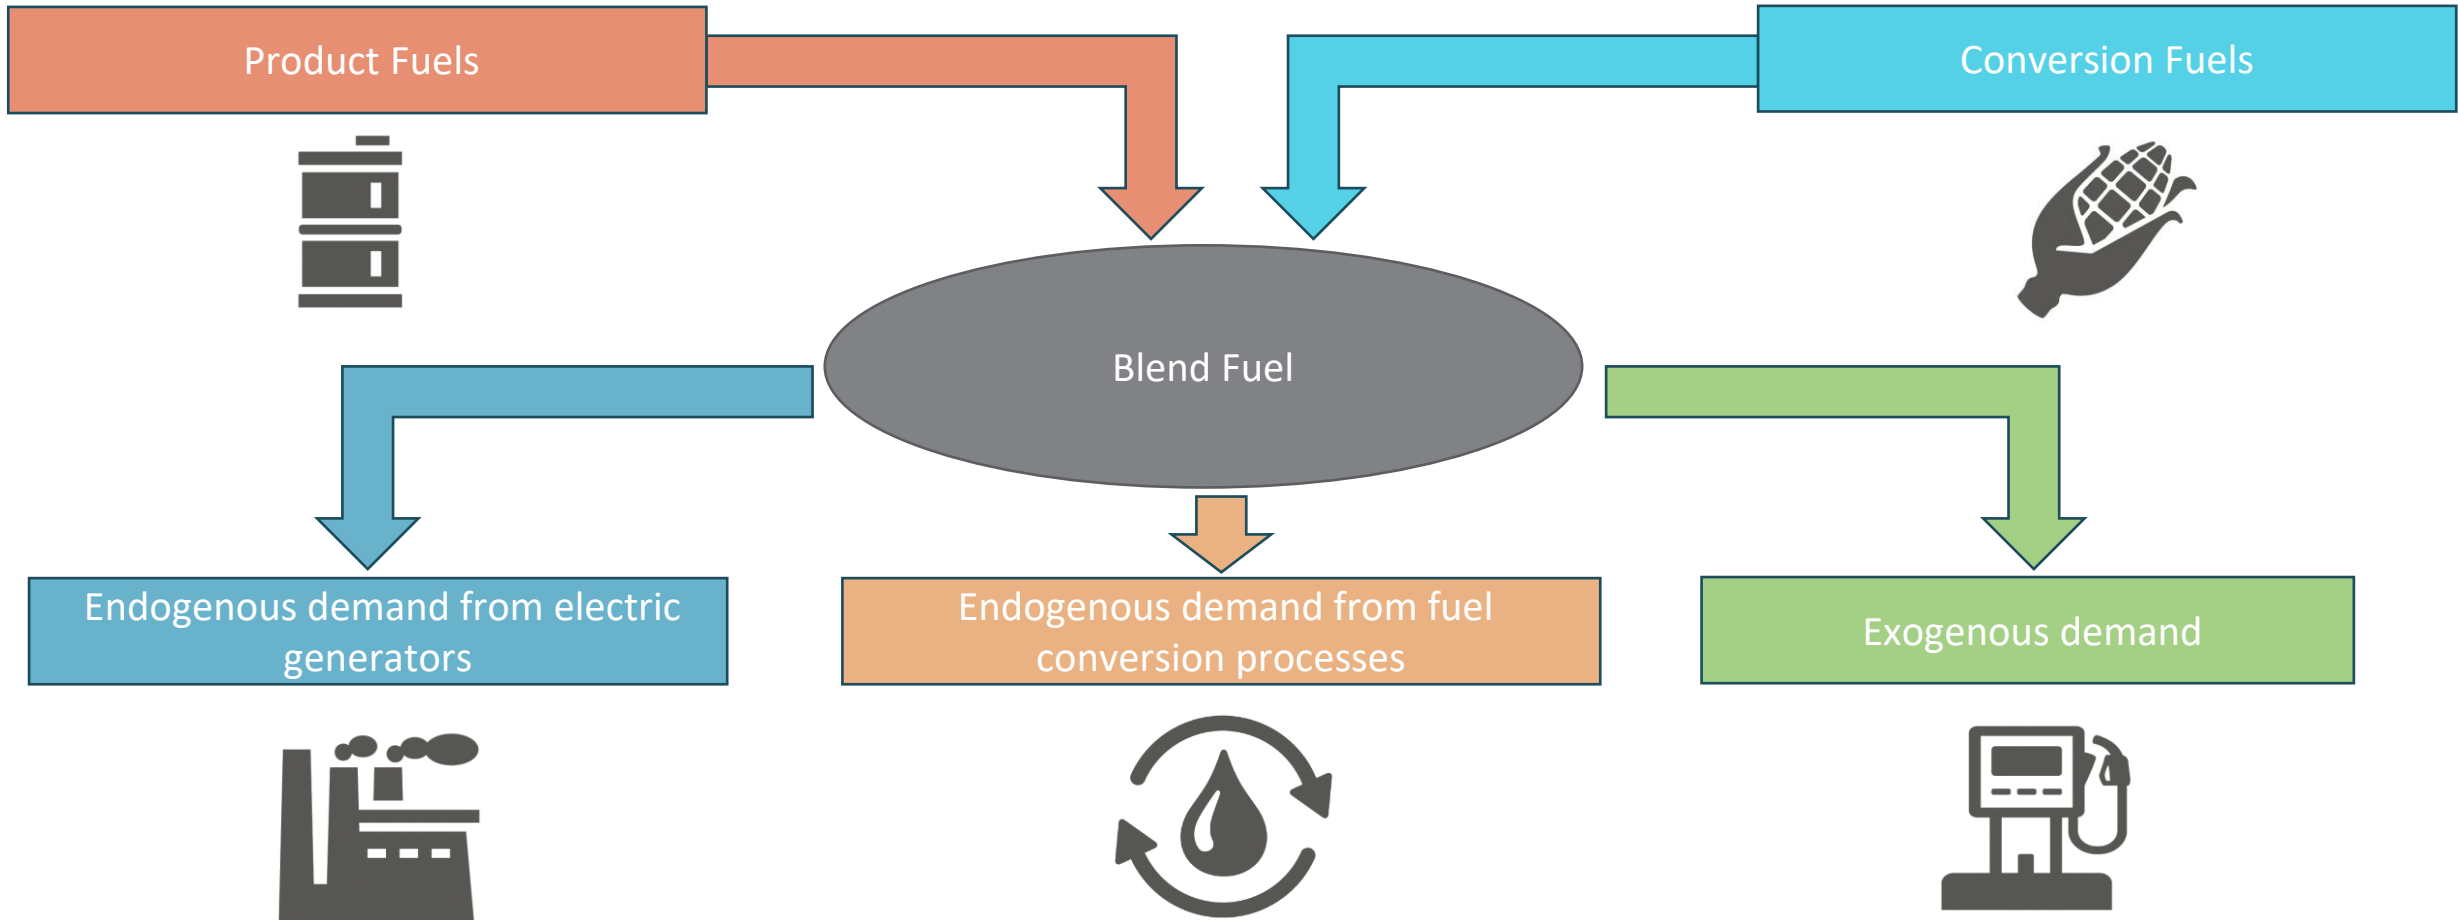 Product Fuels
Conversion Fuels
Blend Fuel
Endogenous demand from electric
generators
Endogenous demand from fuel
conversion processes
Exogenous demand